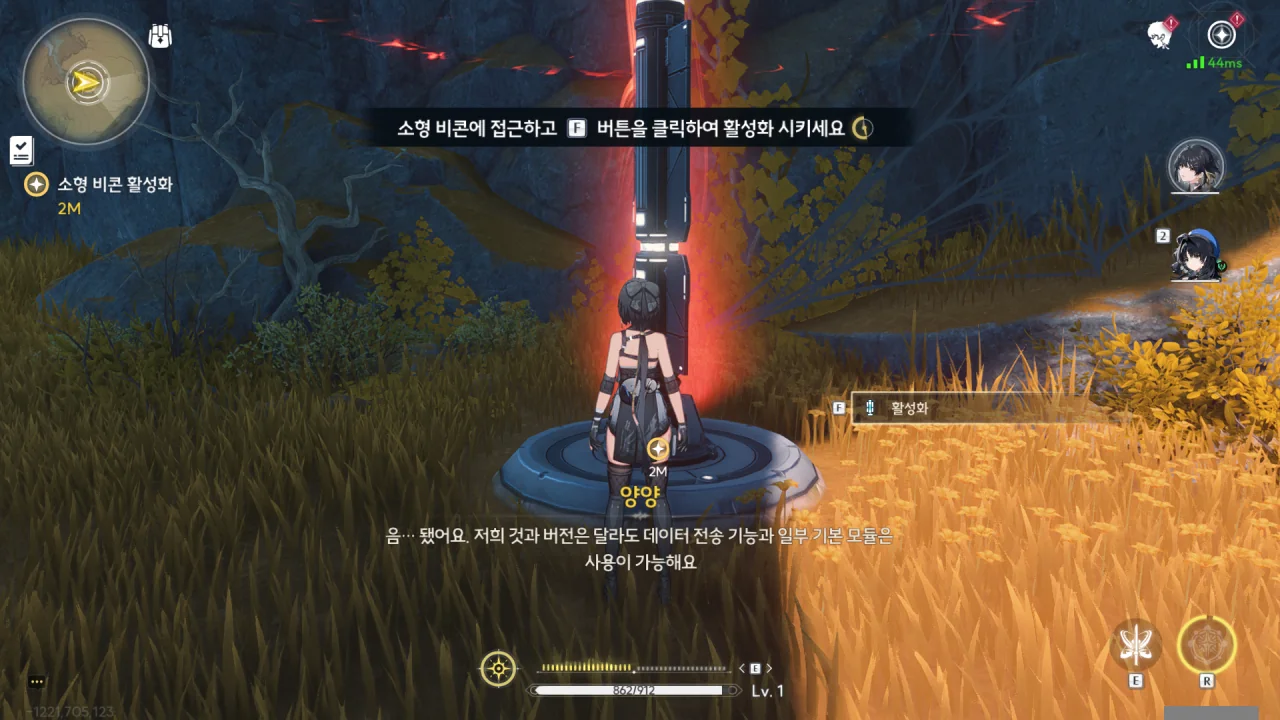 44ms
소형 비콘에 접근하고 F 버튼을 클릭하여 활성화 시키세요
소형 비콘 활성화
2M
2
F 활성화
2M
양양
음… 됐어요. 저희 것과 버전은 달라도 데이터 전송 기능과 일부 기본 모듈은
사용이 가능해요
E
862/912
Lv. 1
E
R
-1221,705,123